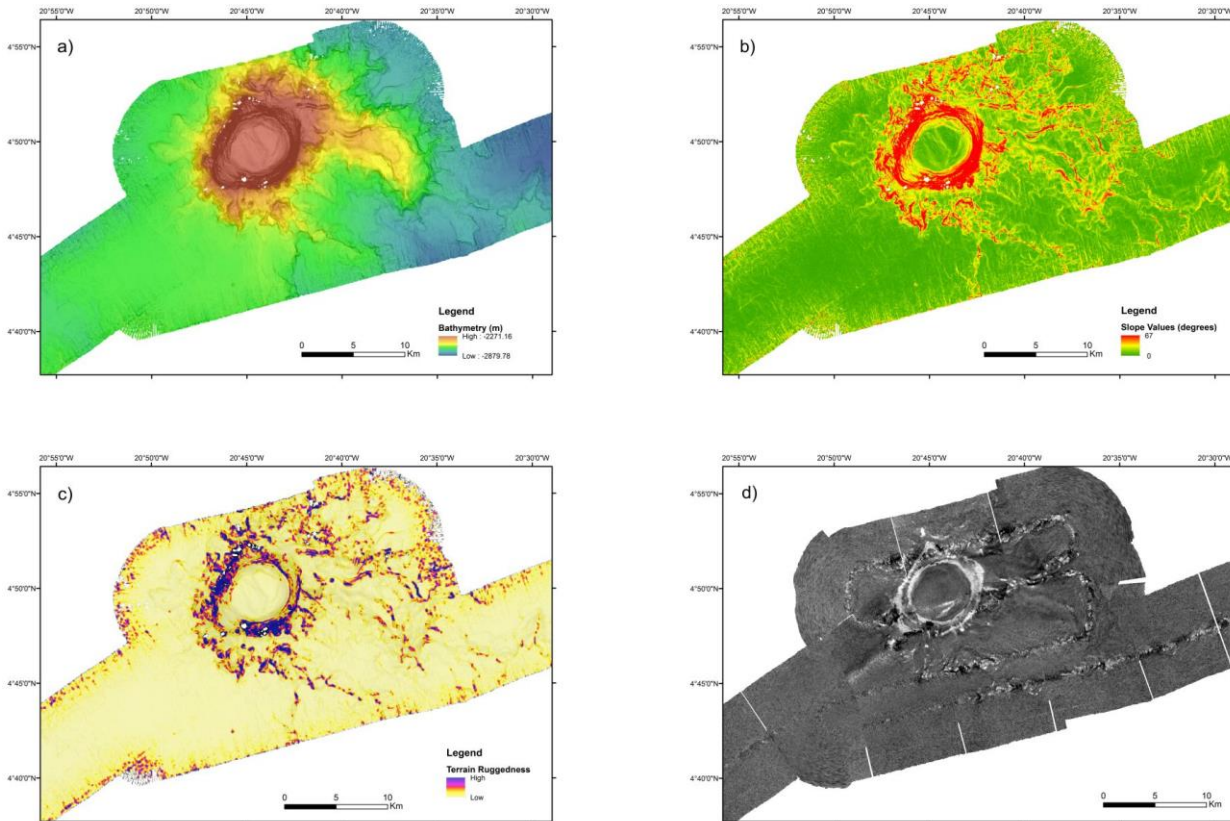 20°55'0"W 20°50'0"W 20°45'0"W 20°40'0"W 20°35'0"W 20°30'0"W
a)
4°55'0"N
4°50'0"N
4°45'0"N
4°40'0"N
Legend
Bathymetry (m)
High : -2271.16
Low : -2879.78
0 5 10
Km
20°55'0"W 20°50'0"W 20°45'0"W 20°40'0"W 20°35'0"W 20°30'0"W
b)
4°55'0"N
4°50'0"N
4°45'0"N
4°40'0"N
Legend
Slope Values (degrees)
67
0
0 5 10
Km
20°55'0"W 20°50'0"W 20°45'0"W 20°40'0"W 20°35'0"W 20°30'0"W
c)
4°55'0"N
4°50'0"N
4°45'0"N
4°40'0"N
Legend
Terrain Ruggedness
High
Low
0 5 10
Km
20°55'0"W 20°50'0"W 20°45'0"W 20°40'0"W 20°35'0"W 20°30'0"W
d)
4°55'0"N
4°50'0"N
4°45'0"N
4°40'0"N
0 5 10
Km